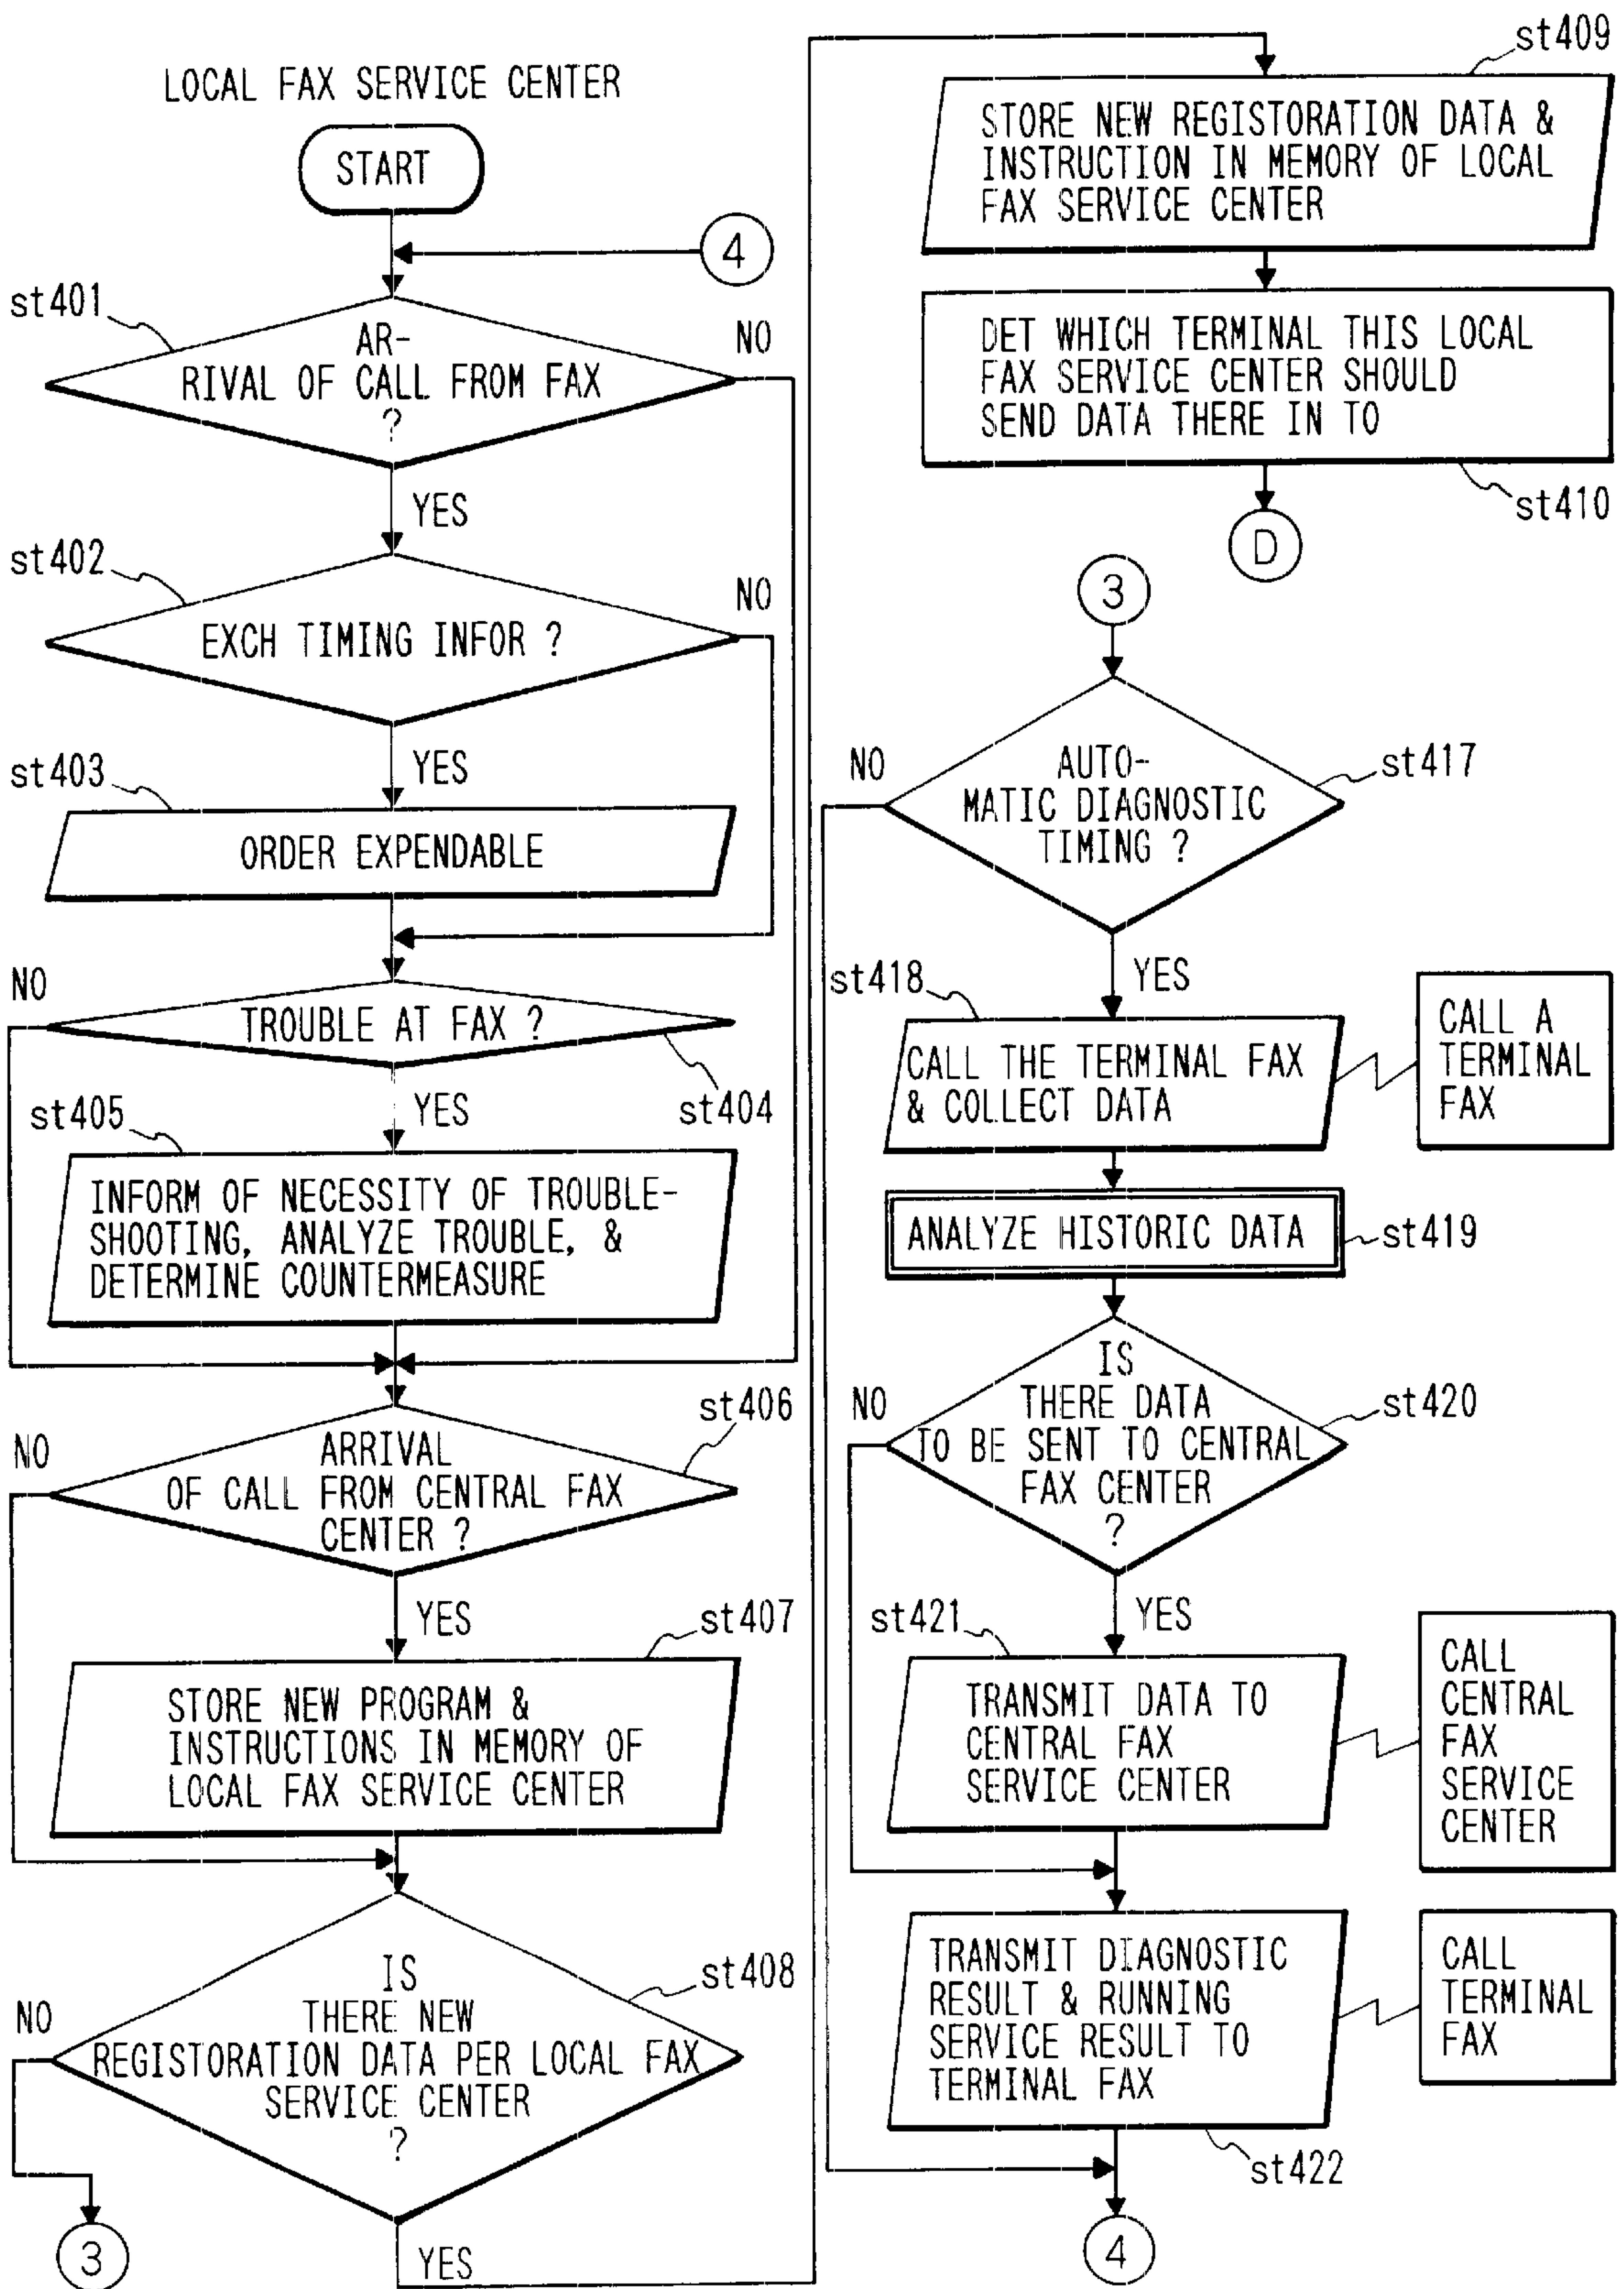 LOCAL FAX SERVICE CENTER
START
4
st401
AR-
RIVAL OF CALL FROM FAX
?
NO
YES
st402
EXCH TIMING INFOR ?
NO
YES
st403
ORDER EXPENDABLE
NO
TROUBLE AT FAX ?
st404
YES
st405
INFORM OF NECESSITY OF TROUBLE-
SHOOTING, ANALYZE TROUBLE, &
DETERMINE COUNTERMEASURE
st406
NO
ARRIVAL
OF CALL FROM CENTRAL FAX
CENTER ?
YES
st407
STORE NEW PROGRAM &
INSTRUCTIONS IN MEMORY OF
LOCAL FAX SERVICE CENTER
st408
NO
IS
THERE NEW
REGISTORATION DATA PER LOCAL FAX
SERVICE CENTER
?
3
YES
st409
STORE NEW REGISTORATION DATA &
INSTRUCTION IN MEMORY OF LOCAL
FAX SERVICE CENTER
DET WHICH TERMINAL THIS LOCAL
FAX SERVICE CENTER SHOULD
SEND DATA THERE IN TO
st410
D
3
NO
AUTO-
MATIC DIAGNOSTIC
TIMING ?
st417
YES
st418
CALL THE TERMINAL FAX
& COLLECT DATA
CALL A
TERMINAL
FAX
ANALYZE HISTORIC DATA
st419
NO
IS
THERE DATA
TO BE SENT TO CENTRAL
FAX CENTER
?
st420
YES
st421
TRANSMIT DATA TO
CENTRAL FAX
SERVICE CENTER
CALL
CENTRAL
FAX
SERVICE
CENTER
TRANSMIT DIAGNOSTIC
RESULT & RUNNING
SERVICE RESULT TO
TERMINAL FAX
CALL
TERMINAL
FAX
st422
4